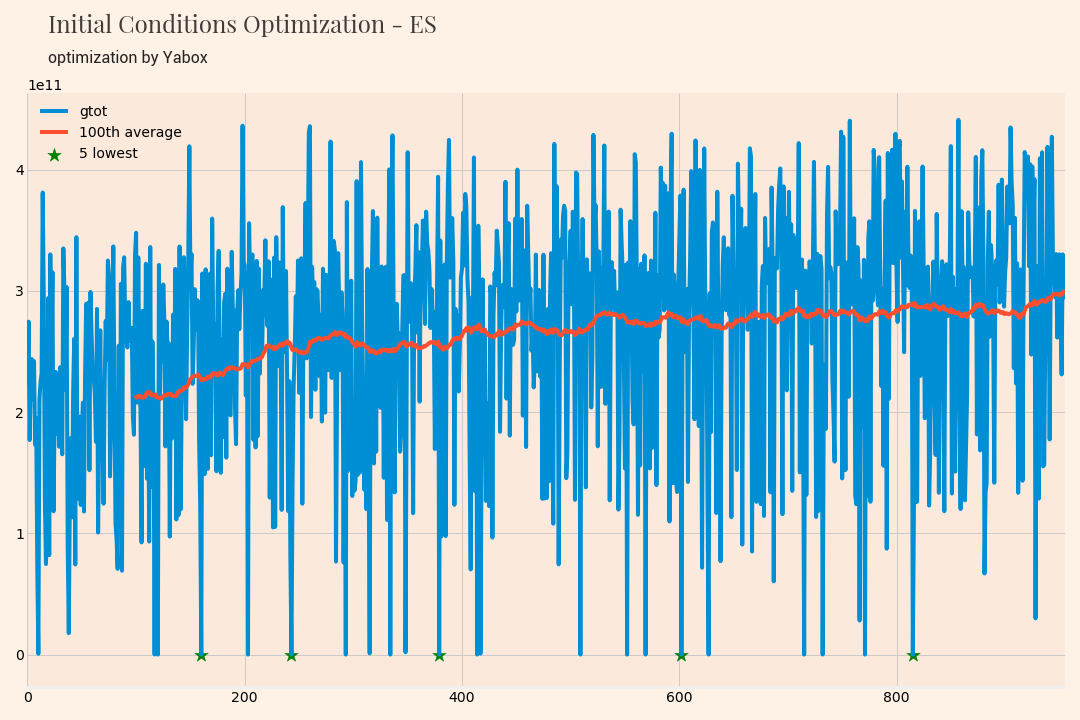 Initial Conditions Optimization - ES
optimization by Yabox
1e11
gtot
100th average
5 lowest
4
3
2
1
0
0 200 400 600 800